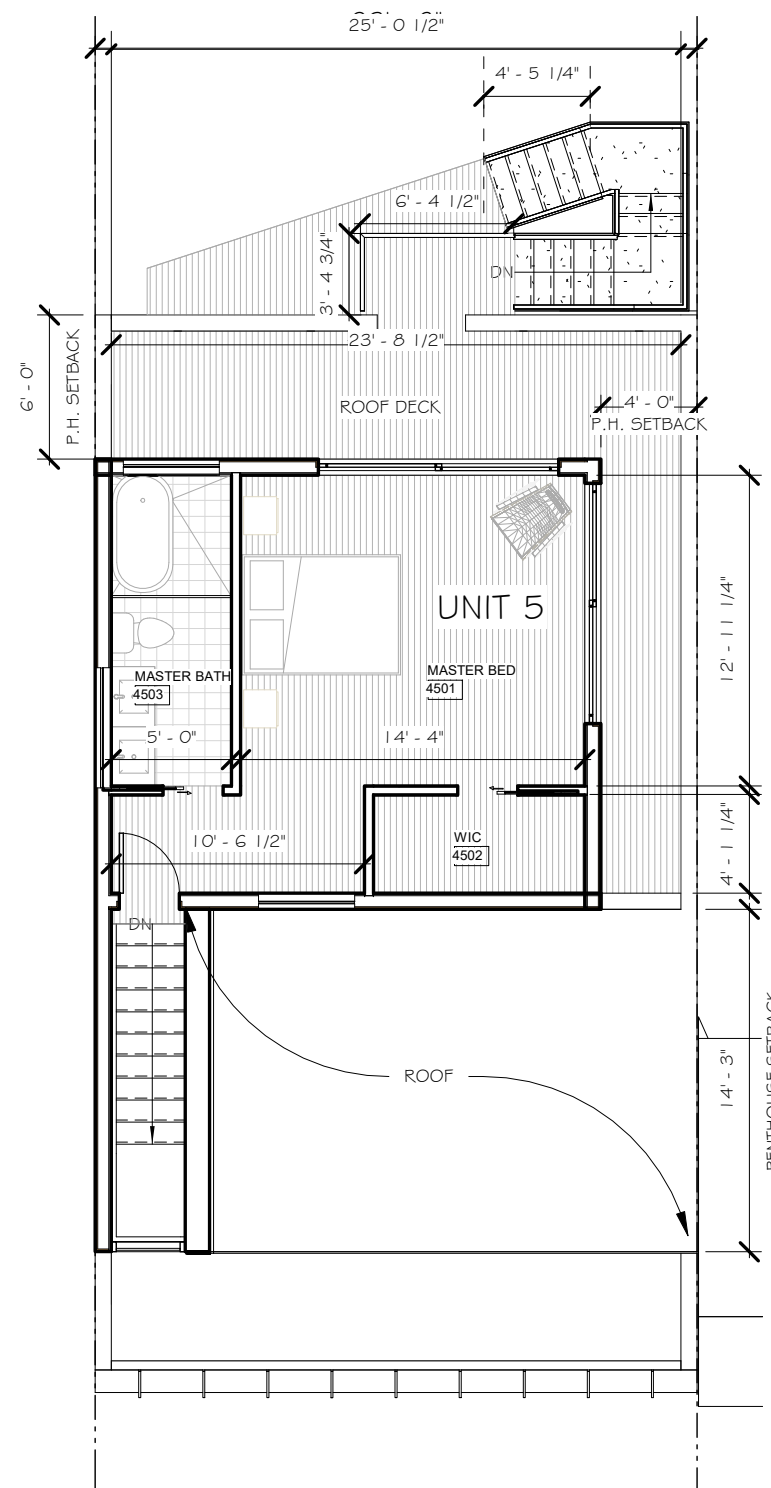 25' - 0 1/2"
4' - 5 1/4"
6' - 4 1/2"
3' - 4 3/4"
DN
23' - 8 1/2"
6' - 0"
P.H. SETBACK
ROOF DECK
4' - 0"
P.H. SETBACK
UNIT 5
12' - 11 1/4"
MASTER BATH
4503
MASTER BED
4501
5' - 0"
14' - 4"
10' - 6 1/2"
WIC
4502
4' - 1 1/4"
DN
ROOF
14' - 3"
PENTHOUSE SETBACK